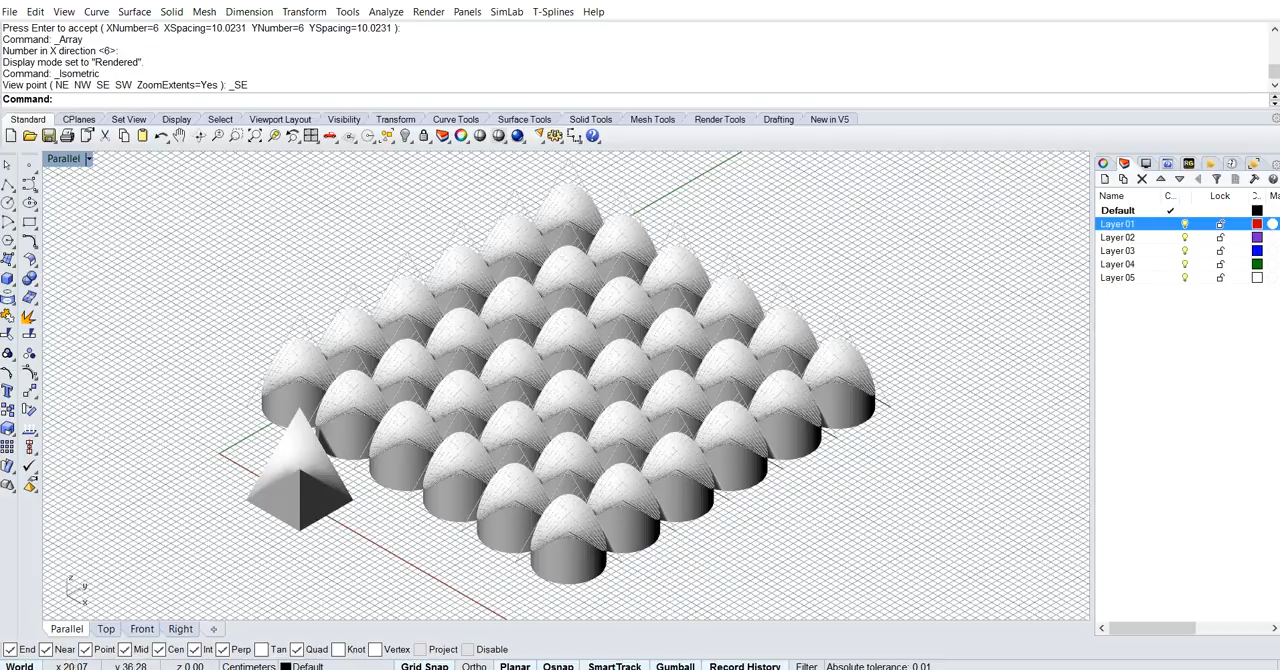 File Edit View Curve Surface Solid Mesh Dimension Transform Tools Analyze Render Panels SimLab T-Splines Help
Press Enter to accept ( XNumber=6 XSpacing=10.0231 YNumber=6 YSpacing=10.0231 ):
Command: _Array
Number in X direction <6>:
Display mode set to "Rendered".
Command: _Isometric
View point ( NE NW SE SW ZoomExtents=Yes ): _SE
Command:
Standard CPlanes Set View Display Select Viewport Layout Visibility Transform Curve Tools Surface Tools Solid Tools Mesh Tools Render Tools Drafting New in V5
Parallel
Name C... Lock C.. Ma
Default
Layer 01
Layer 02
Layer 03
Layer 04
Layer 05
z
y
x
Parallel Top Front Right
End Near Point Mid Cen Int Perp Tan Quad Knot Vertex Project Disable
World x 20.07 y 36.28 z 0.00 Centimeters Default Grid Snap Ortho Planar Osnap SmartTrack Gumball Record History Filter Absolute tolerance: 0.01